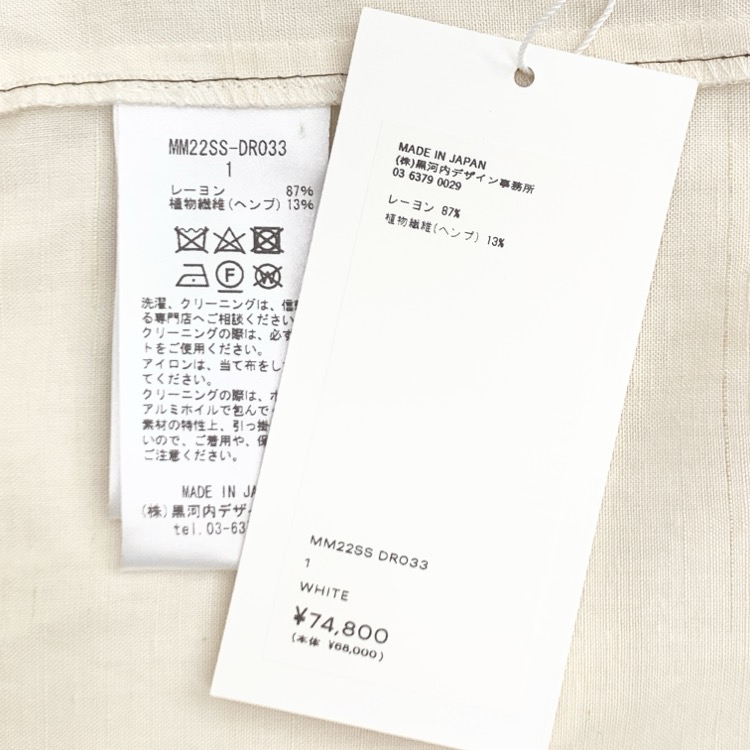 MM22SS-DR033
1
レーヨン 87%
植物繊維(ヘンプ) 13%
F W
洗濯、クリーニングは、信
る専門店へご相談ください
クリーニングの際は、必ず
トをご使用ください。
アイロンは、当て布をし
てください。
クリーニングの際は、ボ
アルミホイルで包んで
素材の特性上、引っ掛
いので、ご着用や、保
ご注意ください。
MADE IN JA
(株)黒河内デザ
tel.03-63
MADE IN JAPAN
(株)黒河内デザイン事務所
03 6379 0029
レーヨン 87%
植物繊維(ヘンプ) 13%
MM22SS DR033
1
WHITE
¥74,800
(本体 ¥68,000)